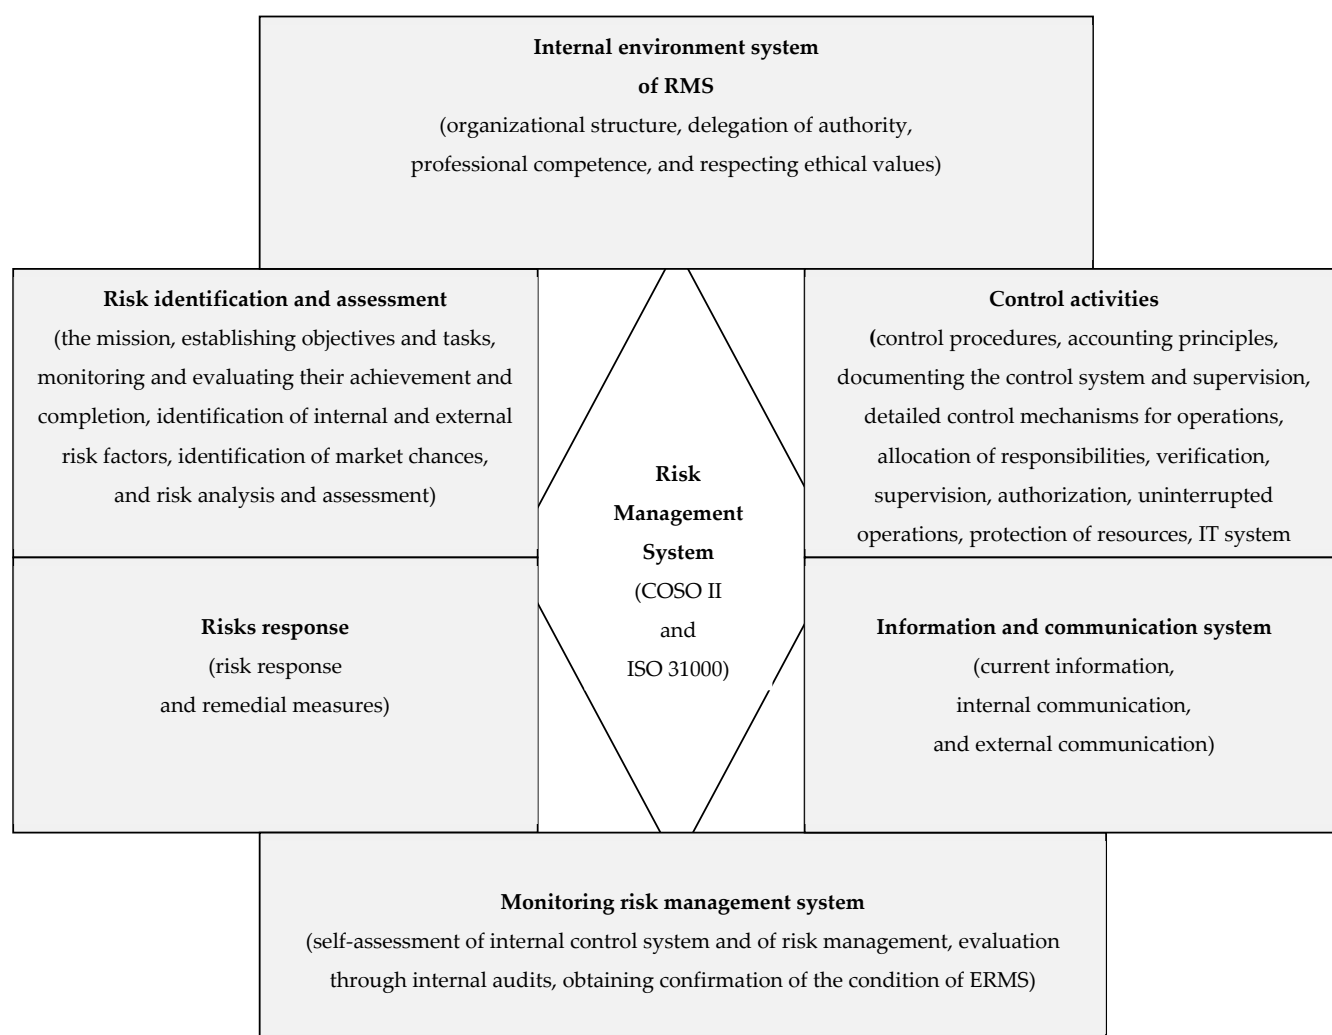 Internal environment system
of RMS
(organizational structure, delegation of authority,
professional competence, and respecting ethical values)
Risk identification and assessment
(the mission, establishing objectives and tasks,
monitoring and evaluating their achievement and
completion, identification of internal and external
risk factors, identification of market chances,
and risk analysis and assessment)
Control activities
(control procedures, accounting principles,
documenting the control system and supervision,
detailed control mechanisms for operations,
allocation of responsibilities, verification,
supervision, authorization, uninterrupted
operations, protection of resources, IT system
Risk
Management
System
(COSO II
and
ISO 31000)
Risks response
(risk response
and remedial measures)
Information and communication system
(current information,
internal communication,
and external communication)
Monitoring risk management system
(self-assessment of internal control system and of risk management, evaluation
through internal audits, obtaining confirmation of the condition of ERMS)